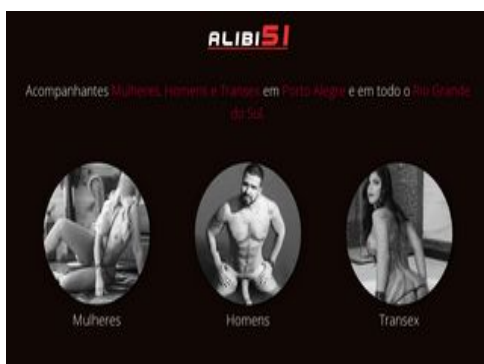 ALIBI51
Acompanhantes Mulheres, Homens e Transex em Porto Alegre e em todo o Rio Grande
do Sul.
Mulheres
Homens
Transex